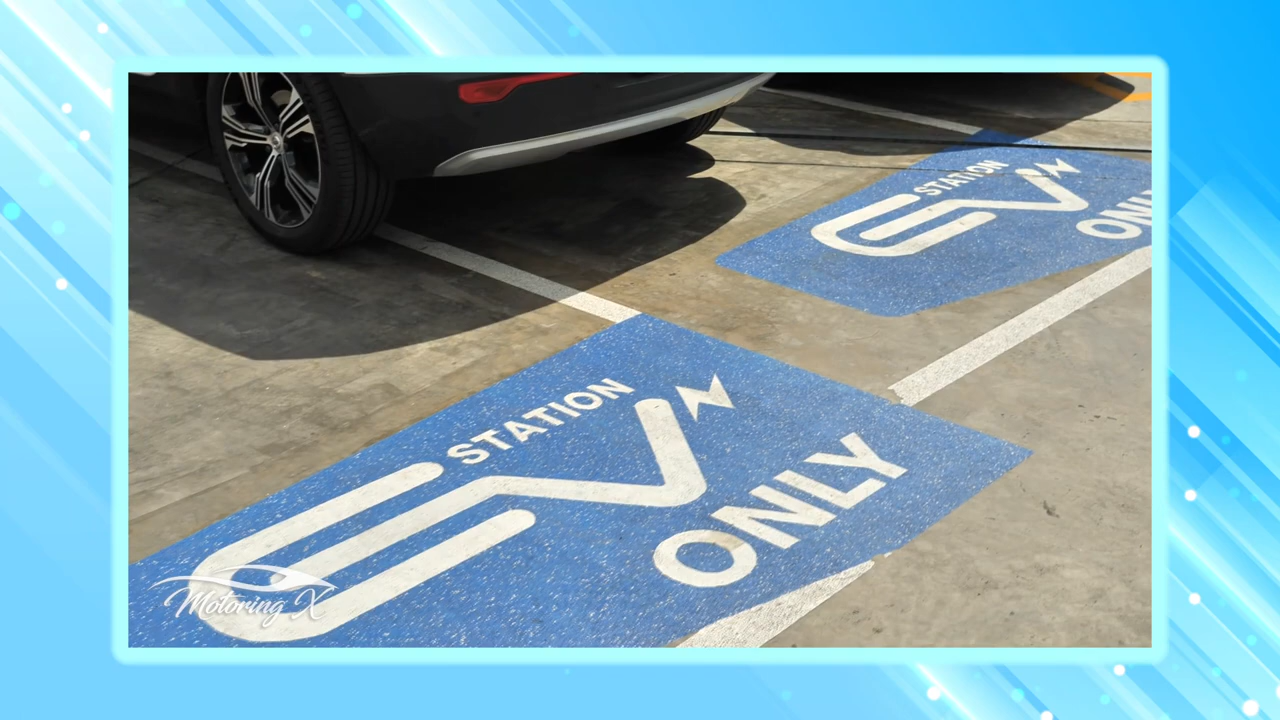 STATION
EV
ONLY
STATION
EV
ONLY
Motoring X